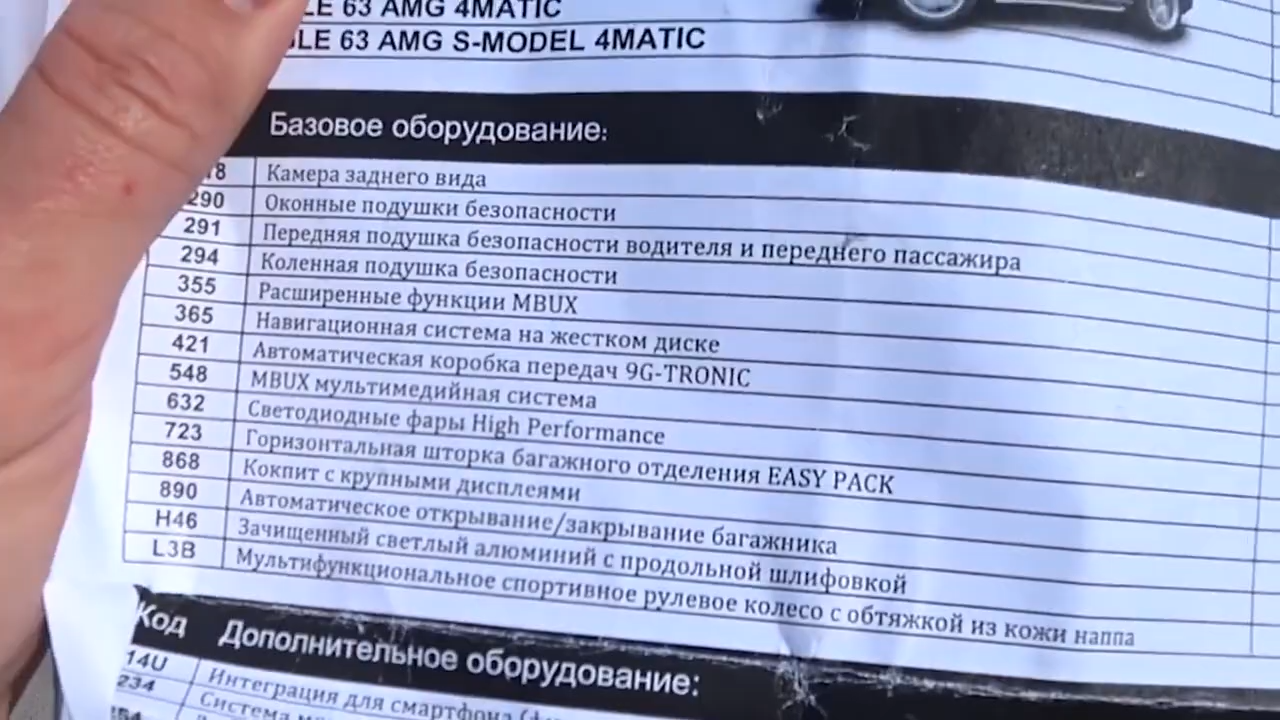 LE 63 AMG 4MATIC
LE 63 AMG S-MODEL 4MATIC
Базовое оборудование:
8 Камера заднего вида
290 Оконные подушки безопасности
291 Передняя подушка безопасности водителя и переднего пассажира
294 Коленная подушка безопасности
355 Расширенные функции MBUX
365 Навигационная система на жестком диске
421 Автоматическая коробка передач 9G-TRONIC
548 MBUX мультимедийная система
632 Светодиодные фары High Performance
723 Горизонтальная шторка багажного отделения EASY PACK
868 Кокпит с крупными дисплеями
890 Автоматическое открывание/закрывание багажника
H46 Зачищенный светлый алюминий с продольной шлифовкой
L3B Мультифункциональное спортивное рулевое колесо с обтяжкой из кожи наппа
Код Дополнительное оборудование:
14U Интеграция для смартфона
234 Система